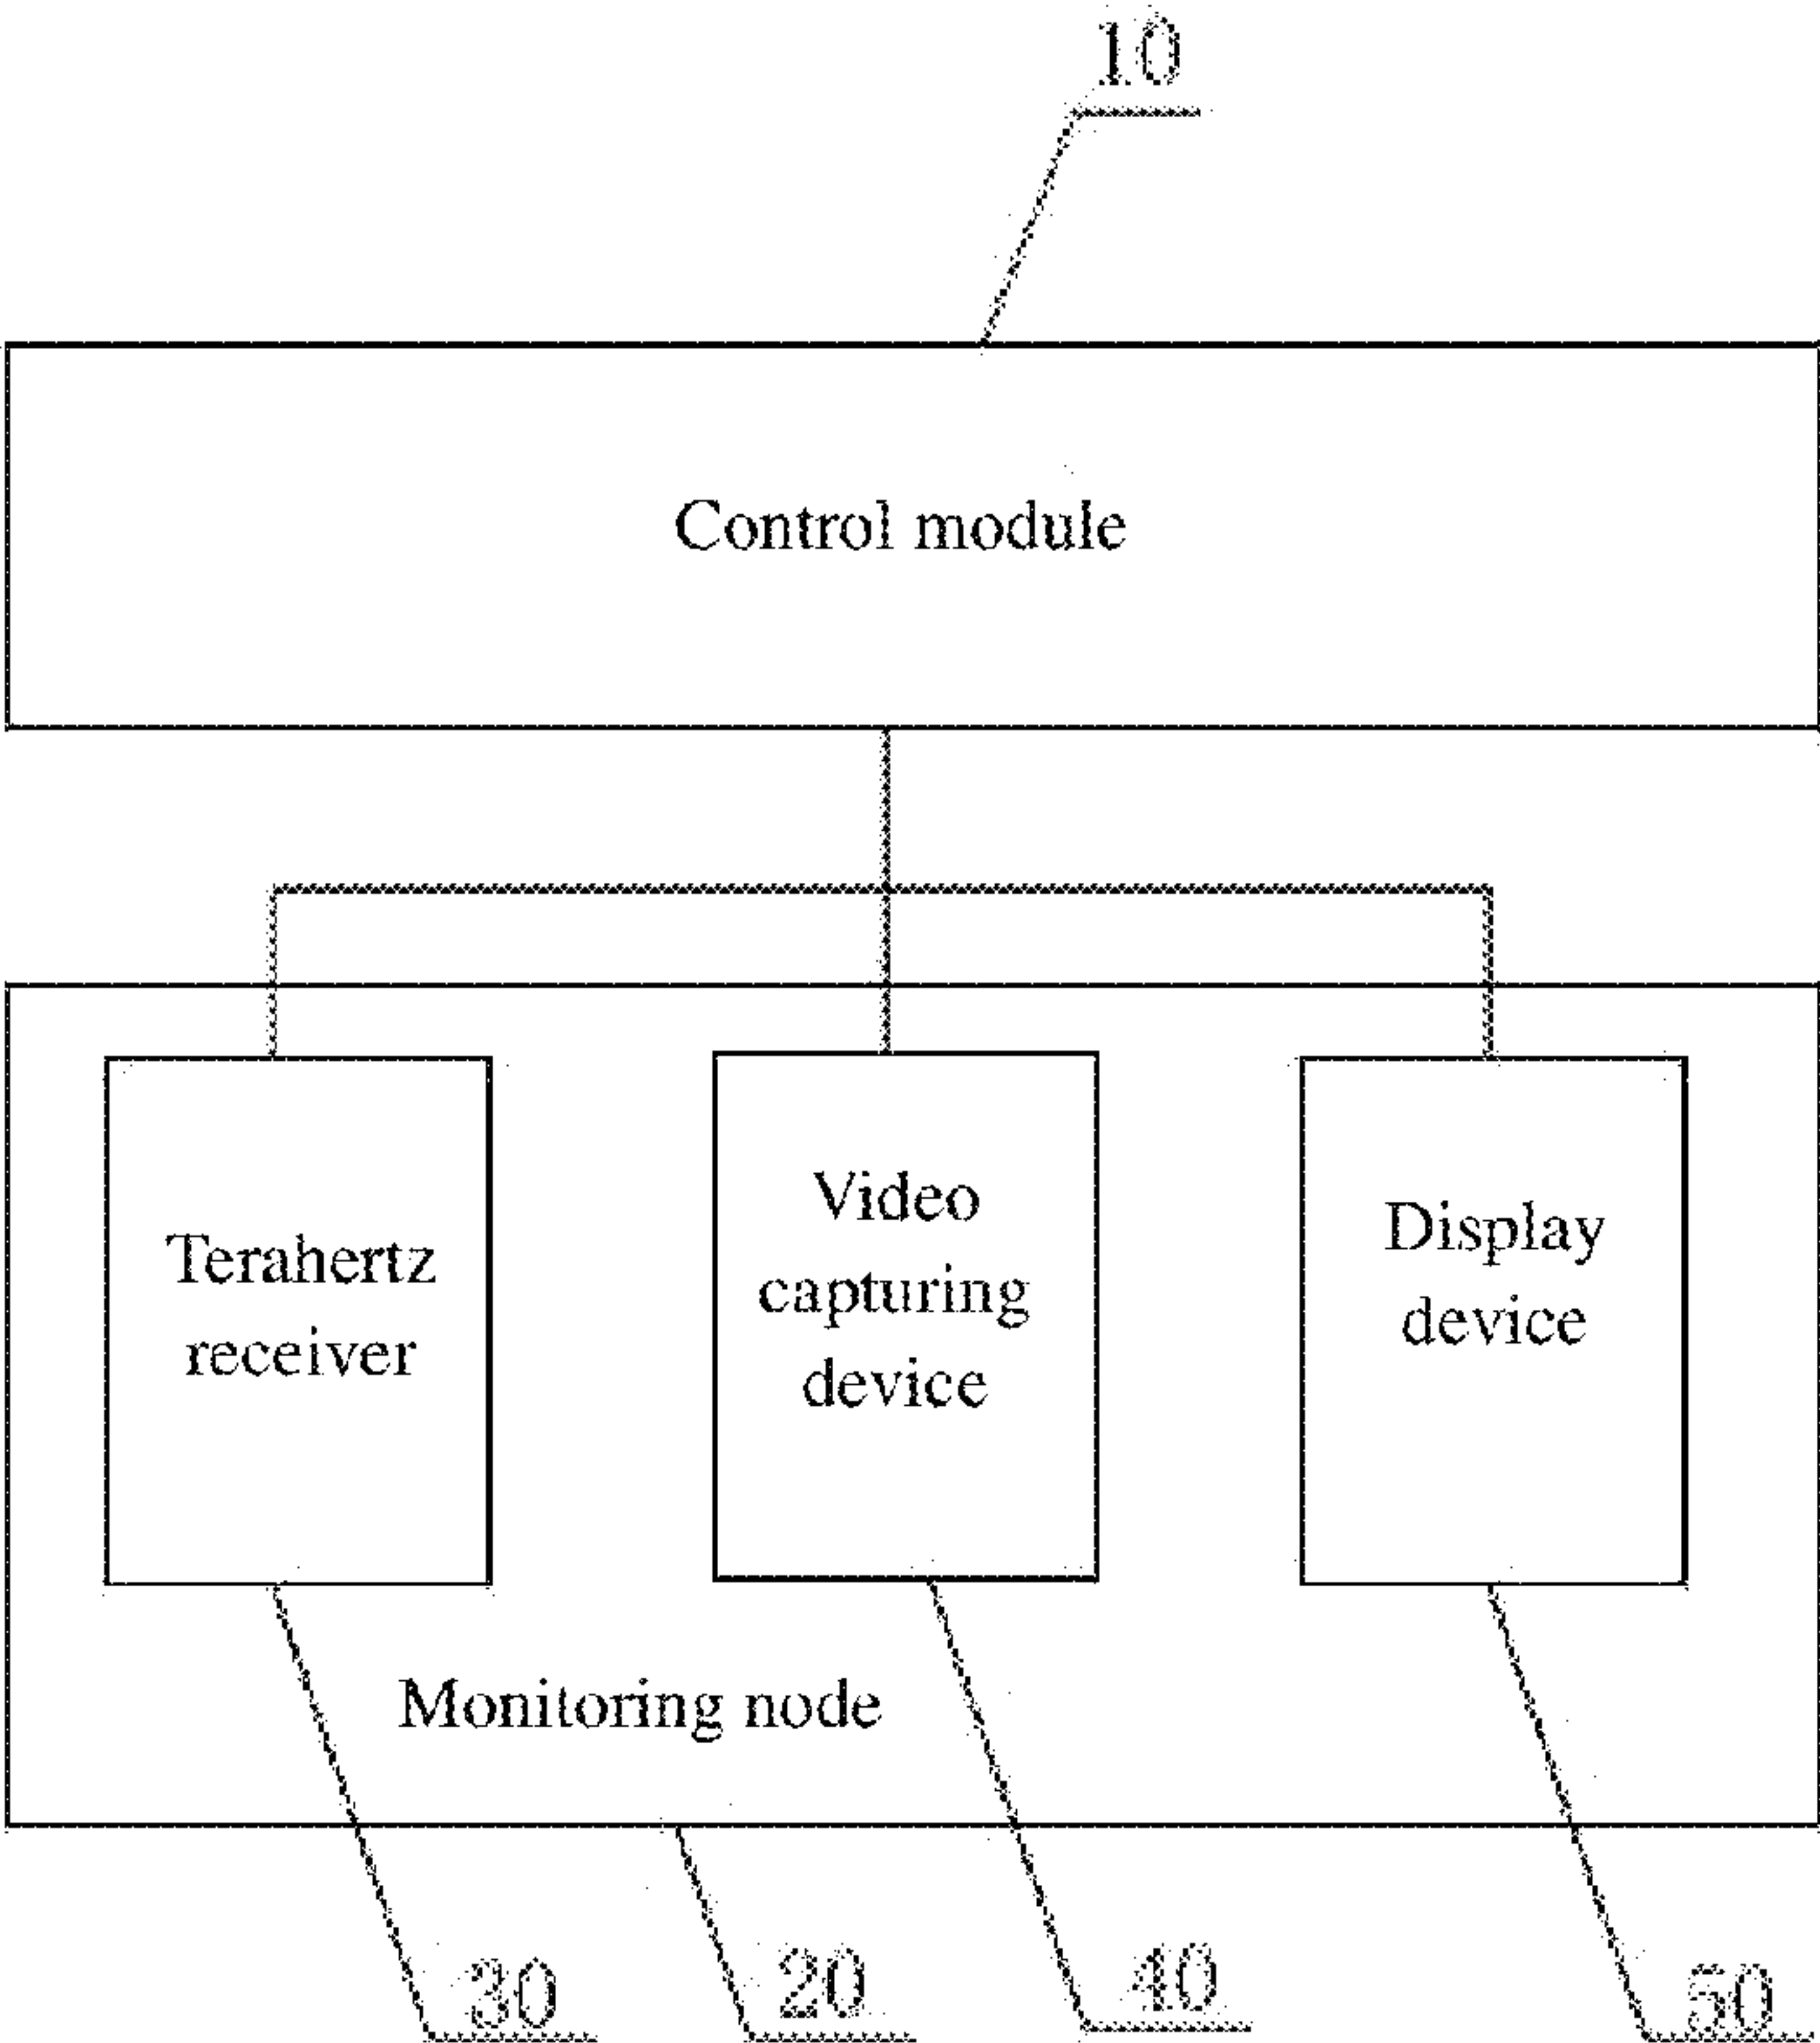 10
Control module
Terahertz
receiver
Video
capturing
device
Display
device
Monitoring node
30
20
40
50